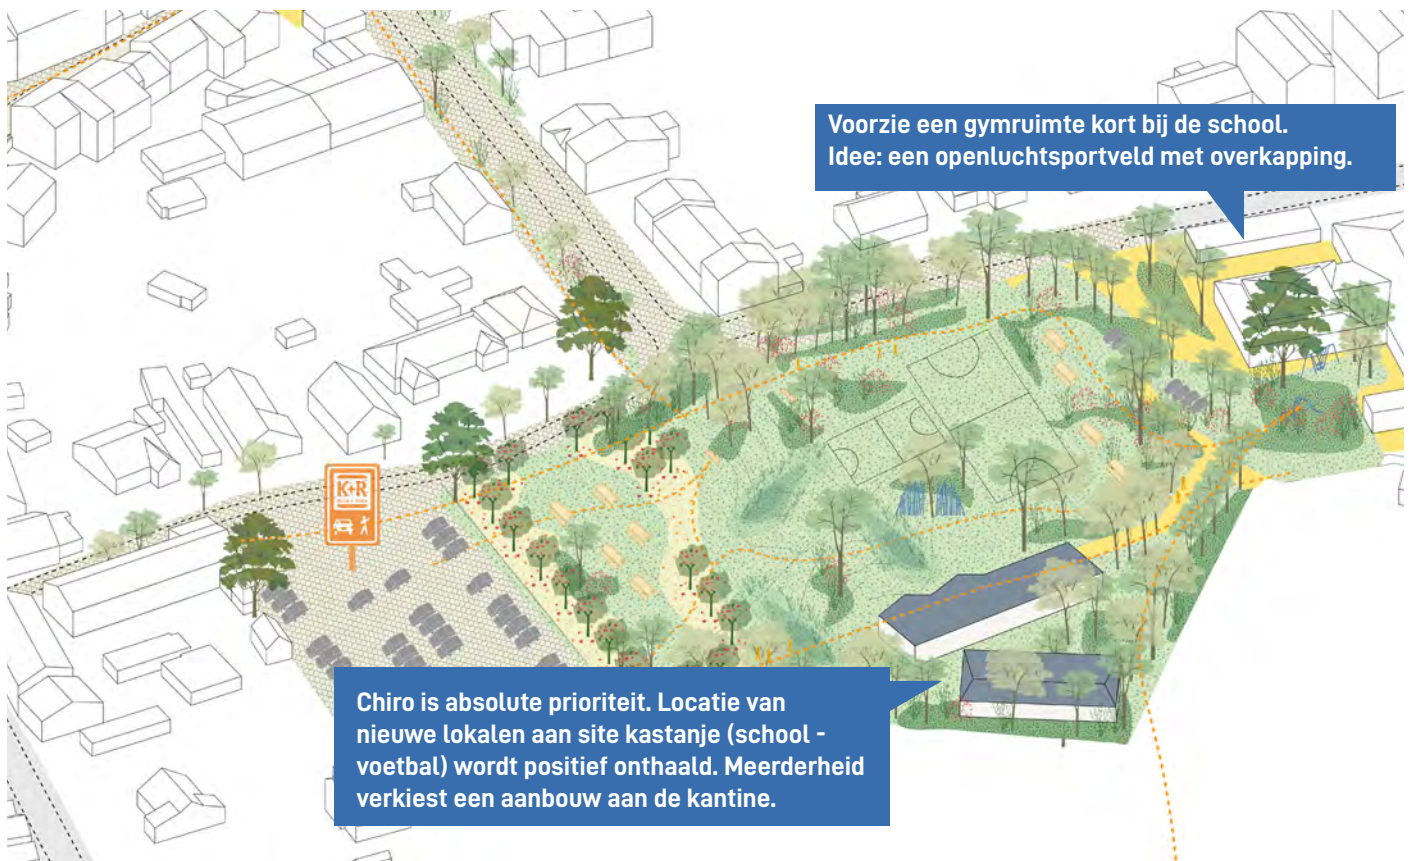 Voorzie een gymruimte kort bij de school.
Idee: een openluchtsportveld met overkapping.
K+R
Chiro is absolute prioriteit. Locatie van
nieuwe lokalen aan site kastanje (school -
voetbal) wordt positief onthaald. Meerderheid
verkiest een aanbouw aan de kantine.